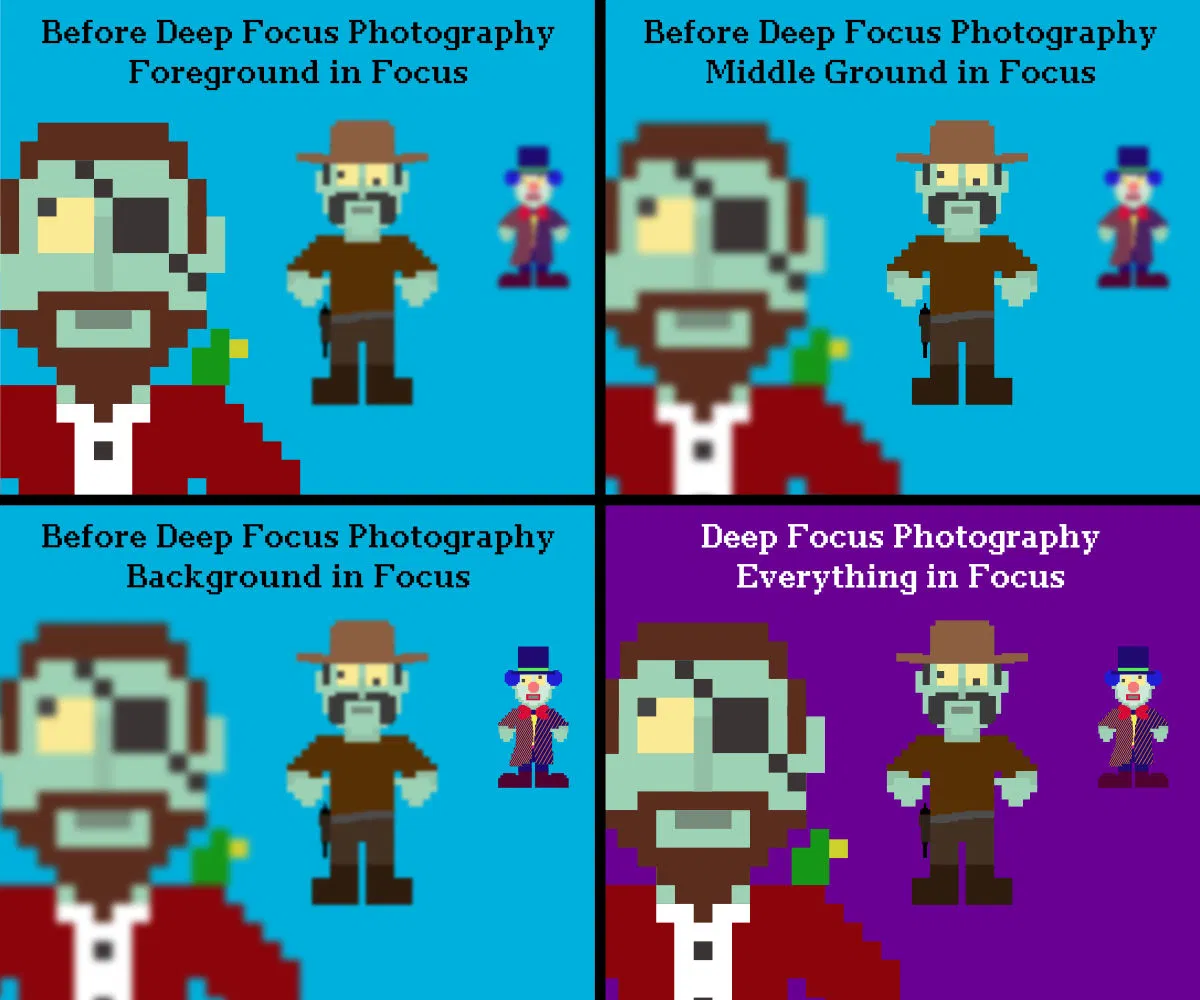 Before Deep Focus Photography
Foreground in Focus
Before Deep Focus Photography
Middle Ground in Focus
Before Deep Focus Photography
Background in Focus
Deep Focus Photography
Everything in Focus